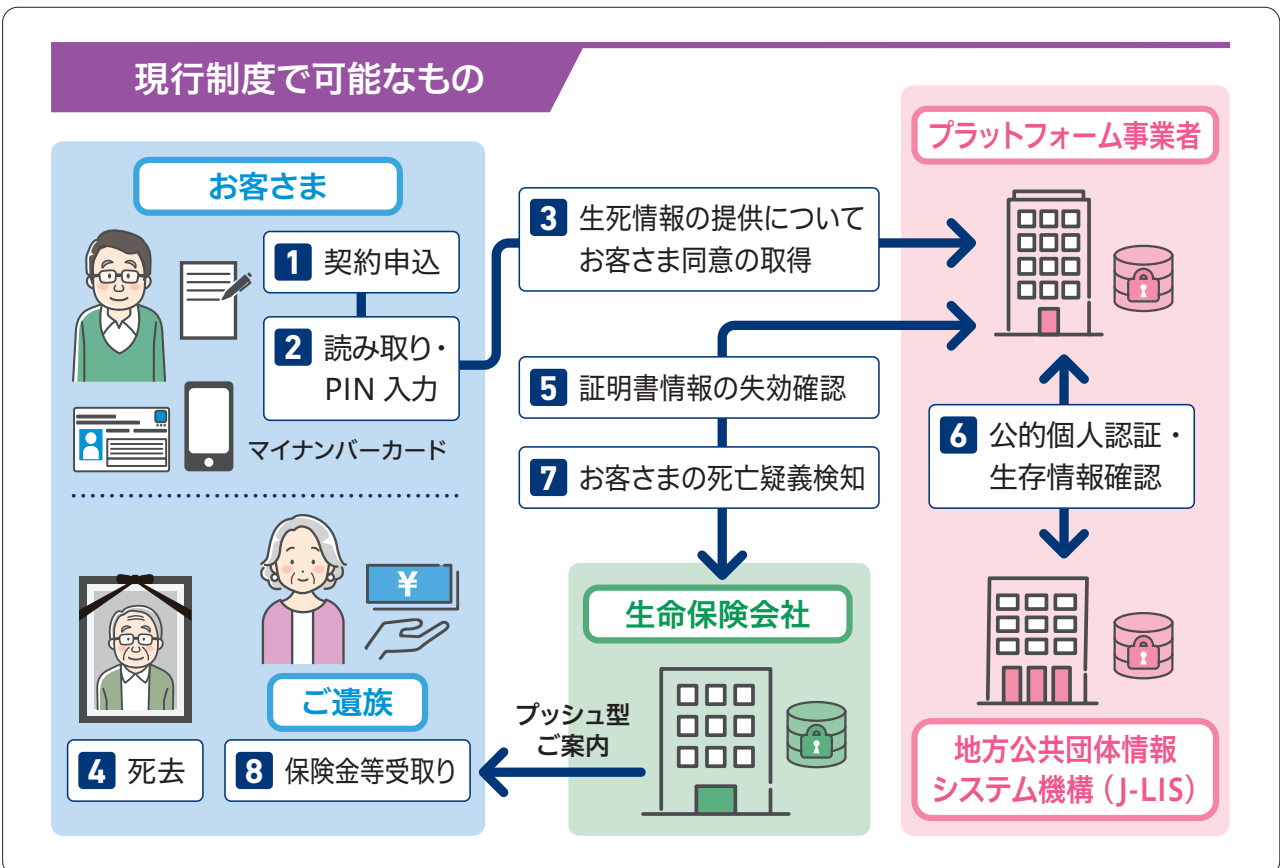 現行制度で可能なもの
お客さま
1 契約申込
2 読み取り・
PIN 入力
マイナンバーカード
3 生死情報の提供について
お客さま同意の取得
プラットフォーム事業者
5 証明書情報の失効確認
7 お客さまの死亡疑義検知
6 公的個人認証・
生存情報確認
生命保険会社
地方公共団体情報
システム機構（J-LIS）
プッシュ型
ご案内
¥
ご遺族
4 死去
8 保険金等受取り